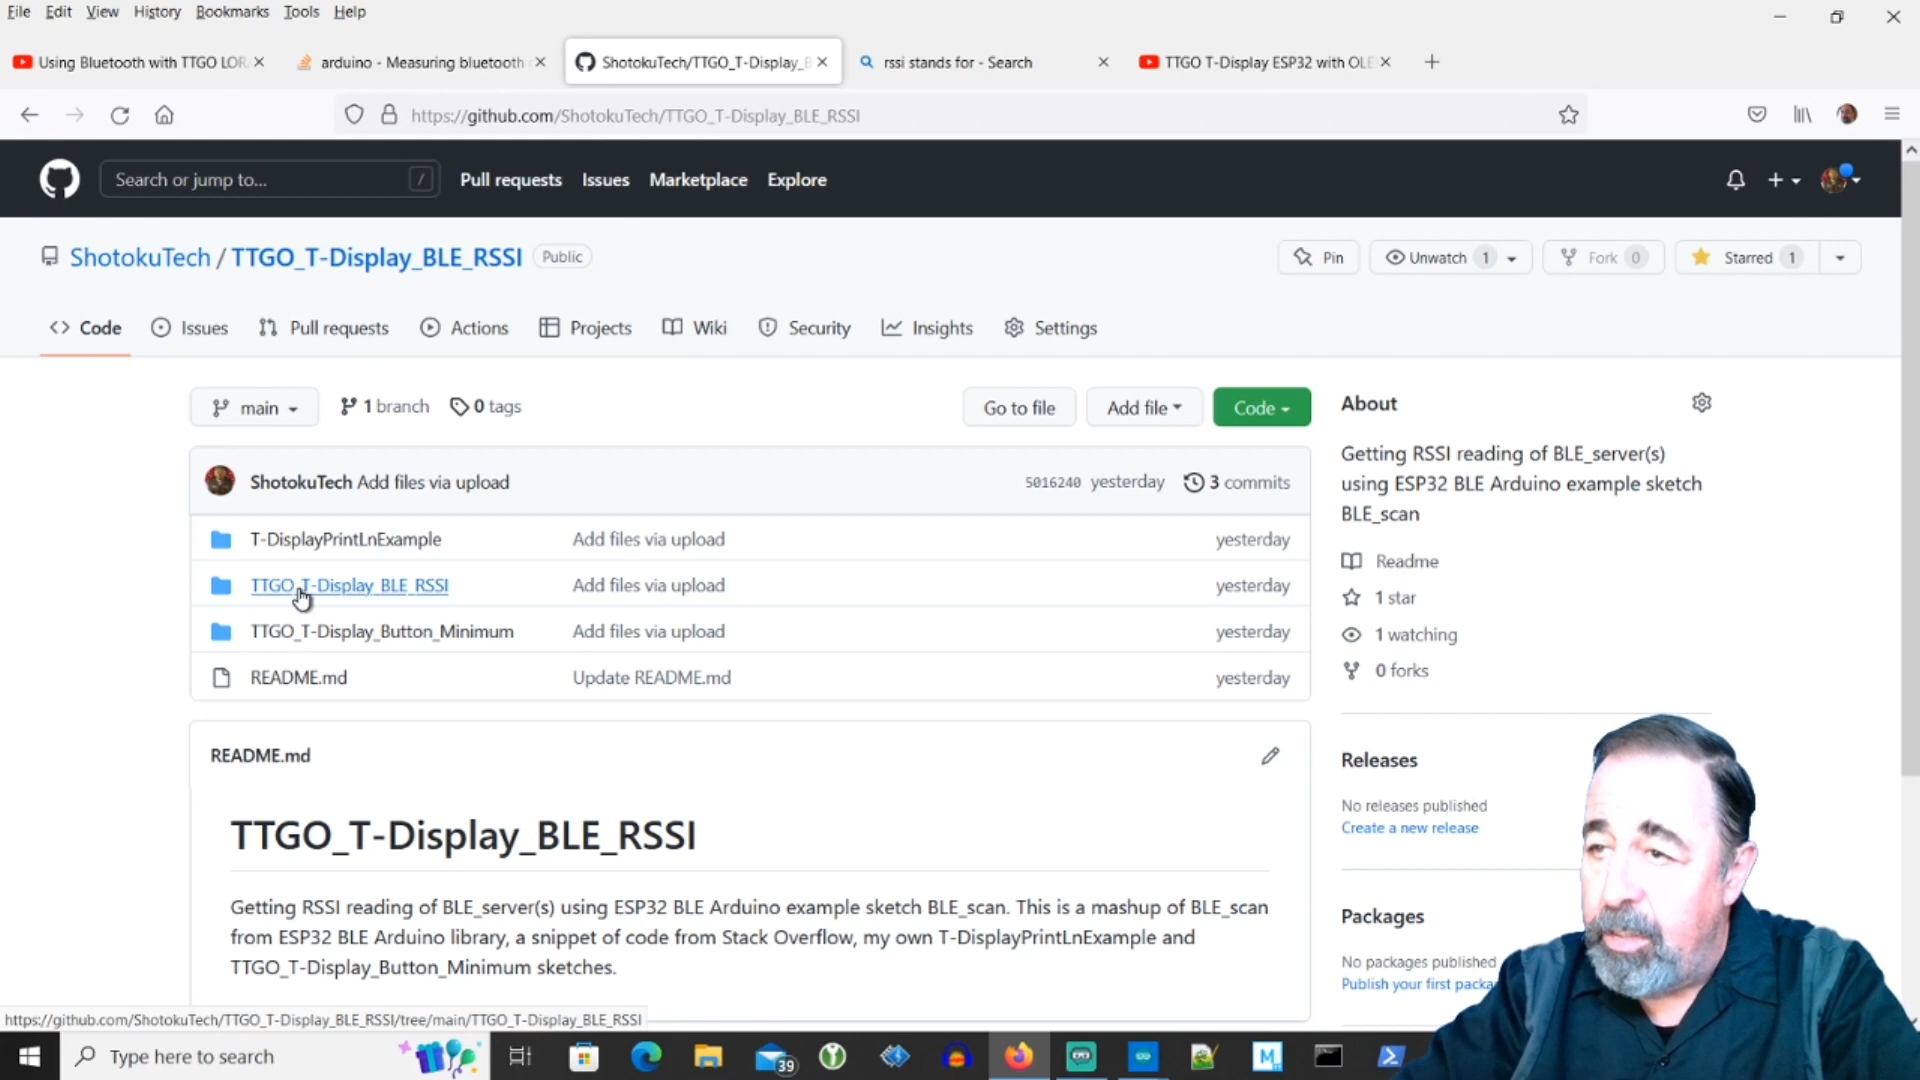 File Edit View History Bookmarks Tools Help
Using Bluetooth with TTGO LOR
arduino - Measuring bluetooth
ShotokuTech/TTGO_T-Display_B
rssi stands for - Search
TTGO T-Display ESP32 with OLE
https://github.com/ShotokuTech/TTGO_T-Display_BLE_RSSI
Search or jump to... / Pull requests Issues Marketplace Explore
ShotokuTech / TTGO_T-Display_BLE_RSSI Public
Pin Unwatch 1 Fork 0 Starred 1
Code Issues Pull requests Actions Projects Wiki Security Insights Settings
main 1 branch 0 tags Go to file Add file Code
ShotokuTech Add files via upload 5016240 yesterday 3 commits
T-DisplayPrintLnExample Add files via upload yesterday
TTGO_T-Display_BLE_RSSI Add files via upload yesterday
TTGO_T-Display_Button_Minimum Add files via upload yesterday
README.md Update README.md yesterday
README.md
TTGO_T-Display_BLE_RSSI
Getting RSSI reading of BLE_server(s) using ESP32 BLE Arduino example sketch BLE_scan. This is a mashup of BLE_scan
from ESP32 BLE Arduino library, a snippet of code from Stack Overflow, my own T-DisplayPrintLnExample and
TTGO_T-Display_Button_Minimum sketches.
About
Getting RSSI reading of BLE_server(s)
using ESP32 BLE Arduino example sketch
BLE_scan
Readme
1 star
1 watching
0 forks
Releases
No releases published
Create a new release
Packages
No packages published
Publish your first packa
https://github.com/ShotokuTech/TTGO_T-Display_BLE_RSSI/tree/main/TTGO_T-Display_BLE_RSSI
Type here to search
39
M